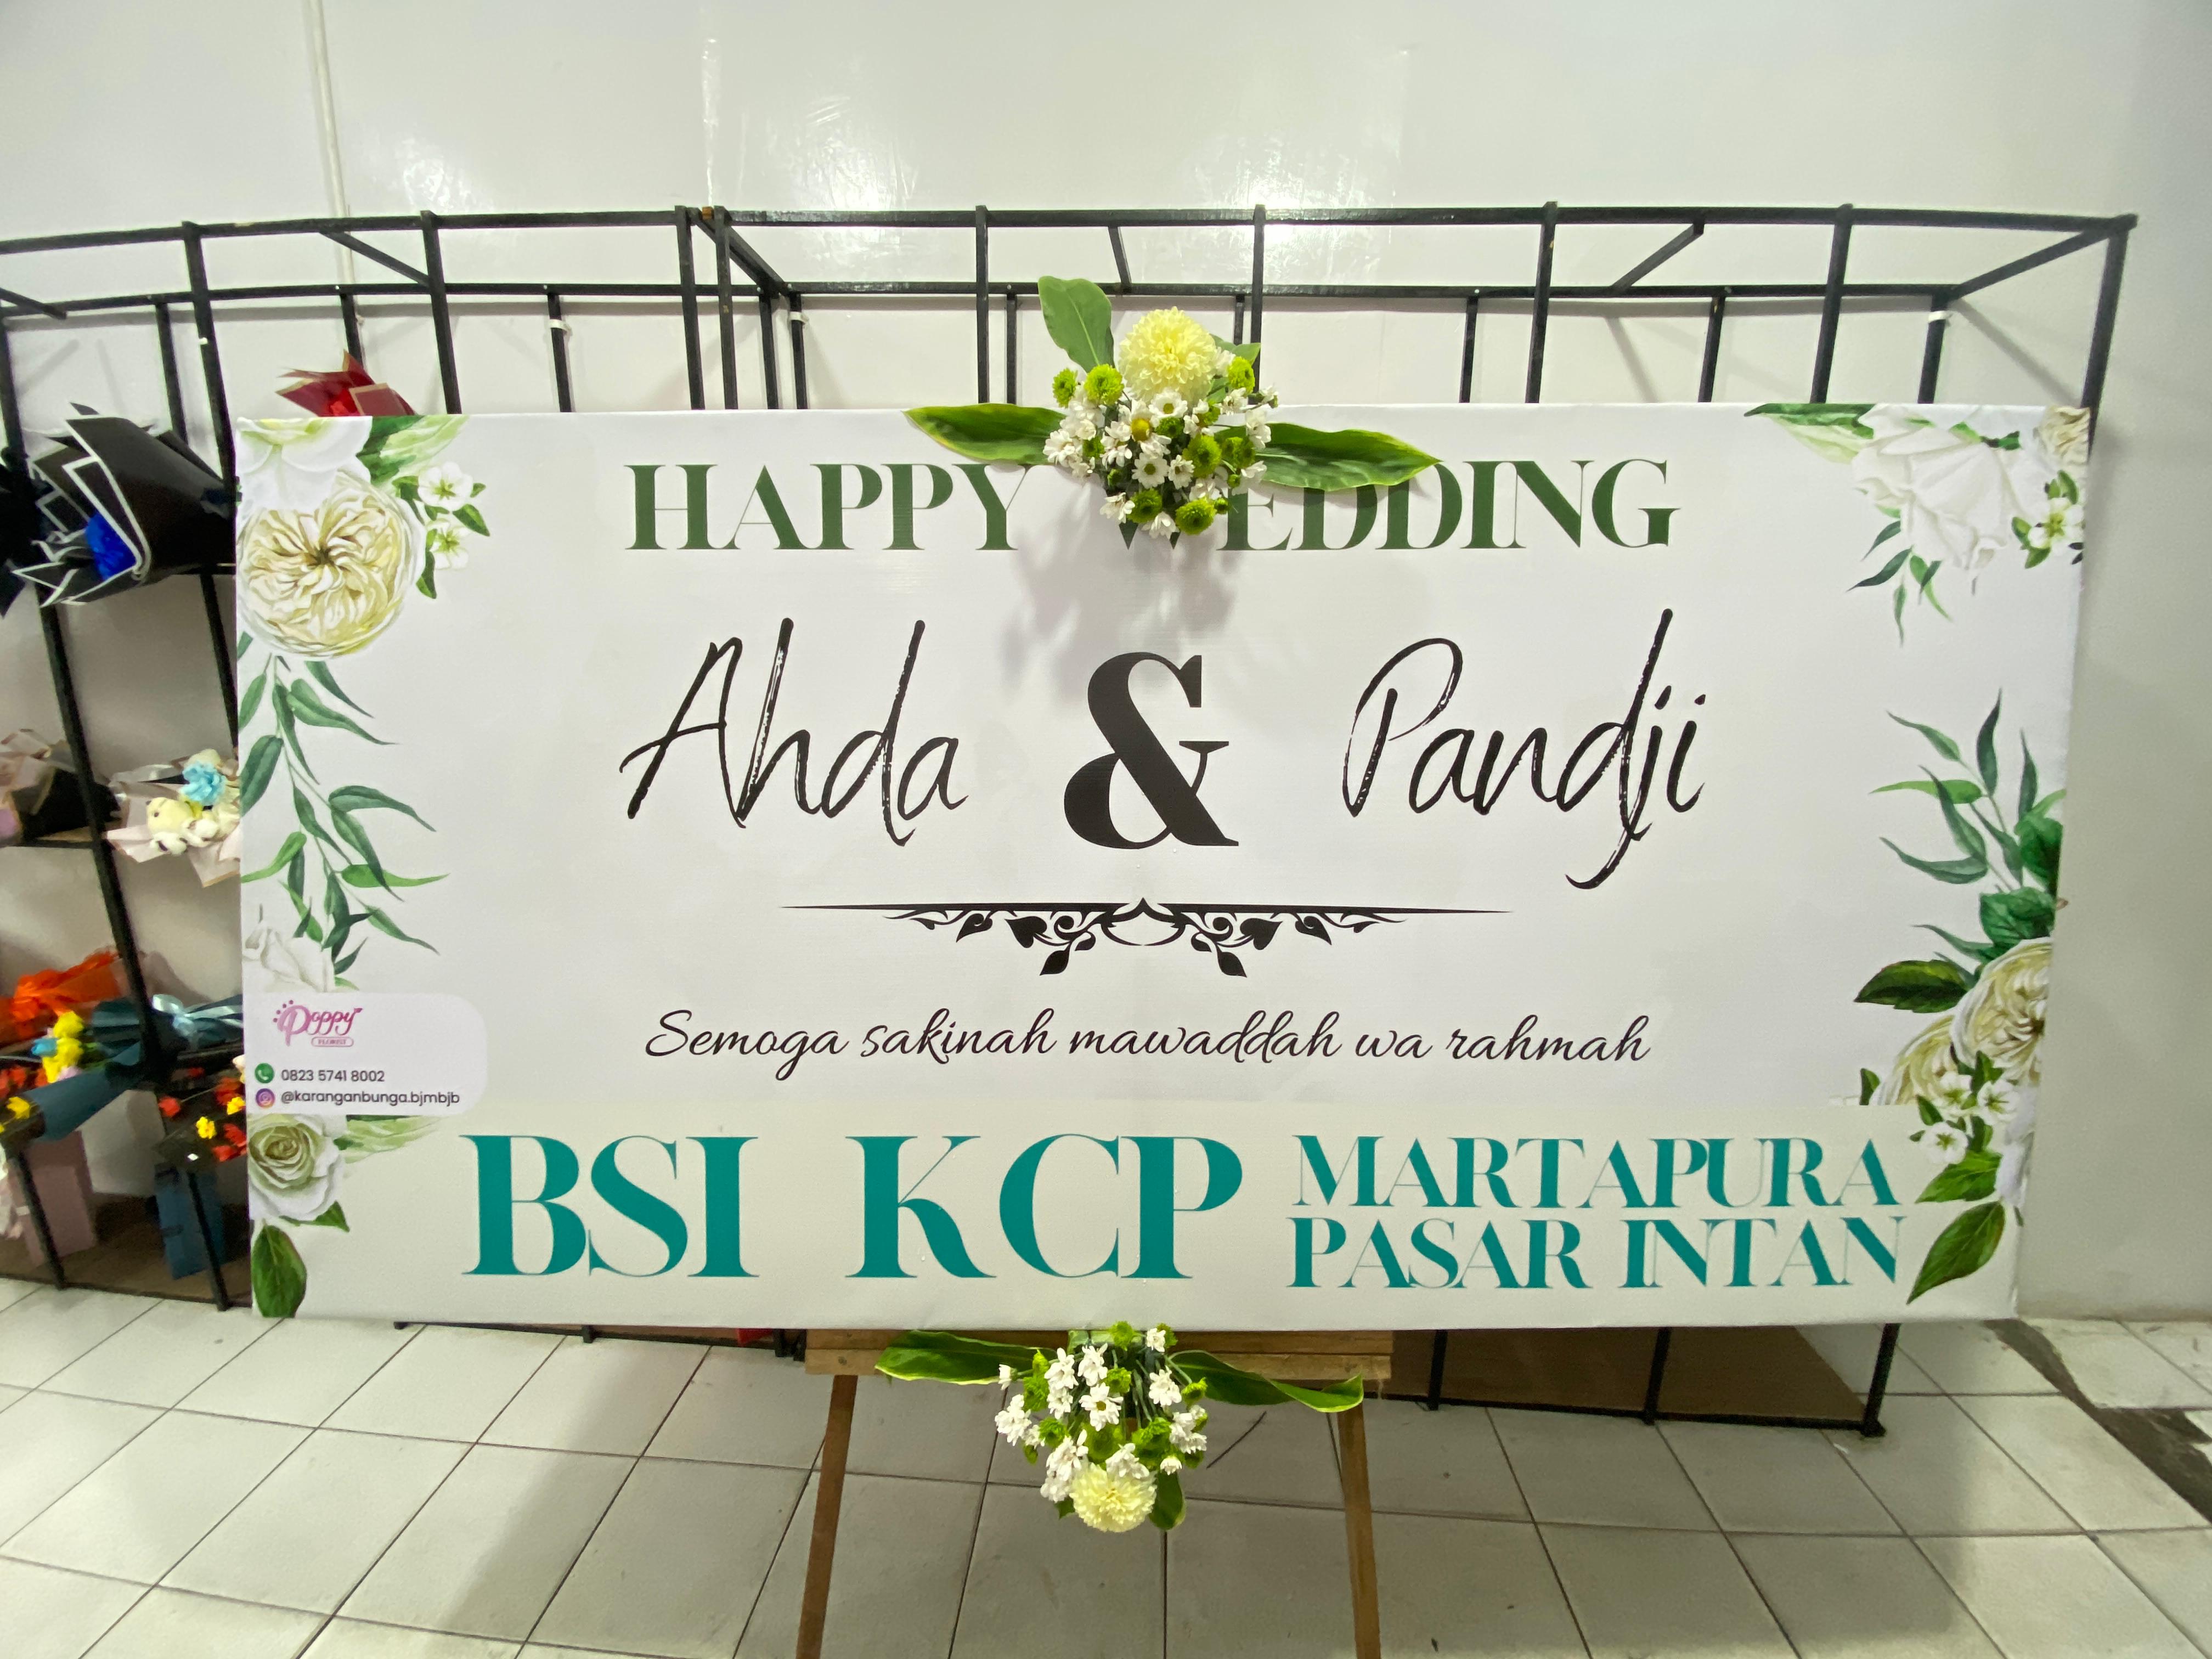 HAPPY WEDDING
Ahda & Pandji
Semoga sakinah mawaddah wa rahmah
Poppy
FLORIST
0823 5741 8002
@karanganbunga.bjmbjb
BSI KCP MARTAPURA
PASAR INTAN